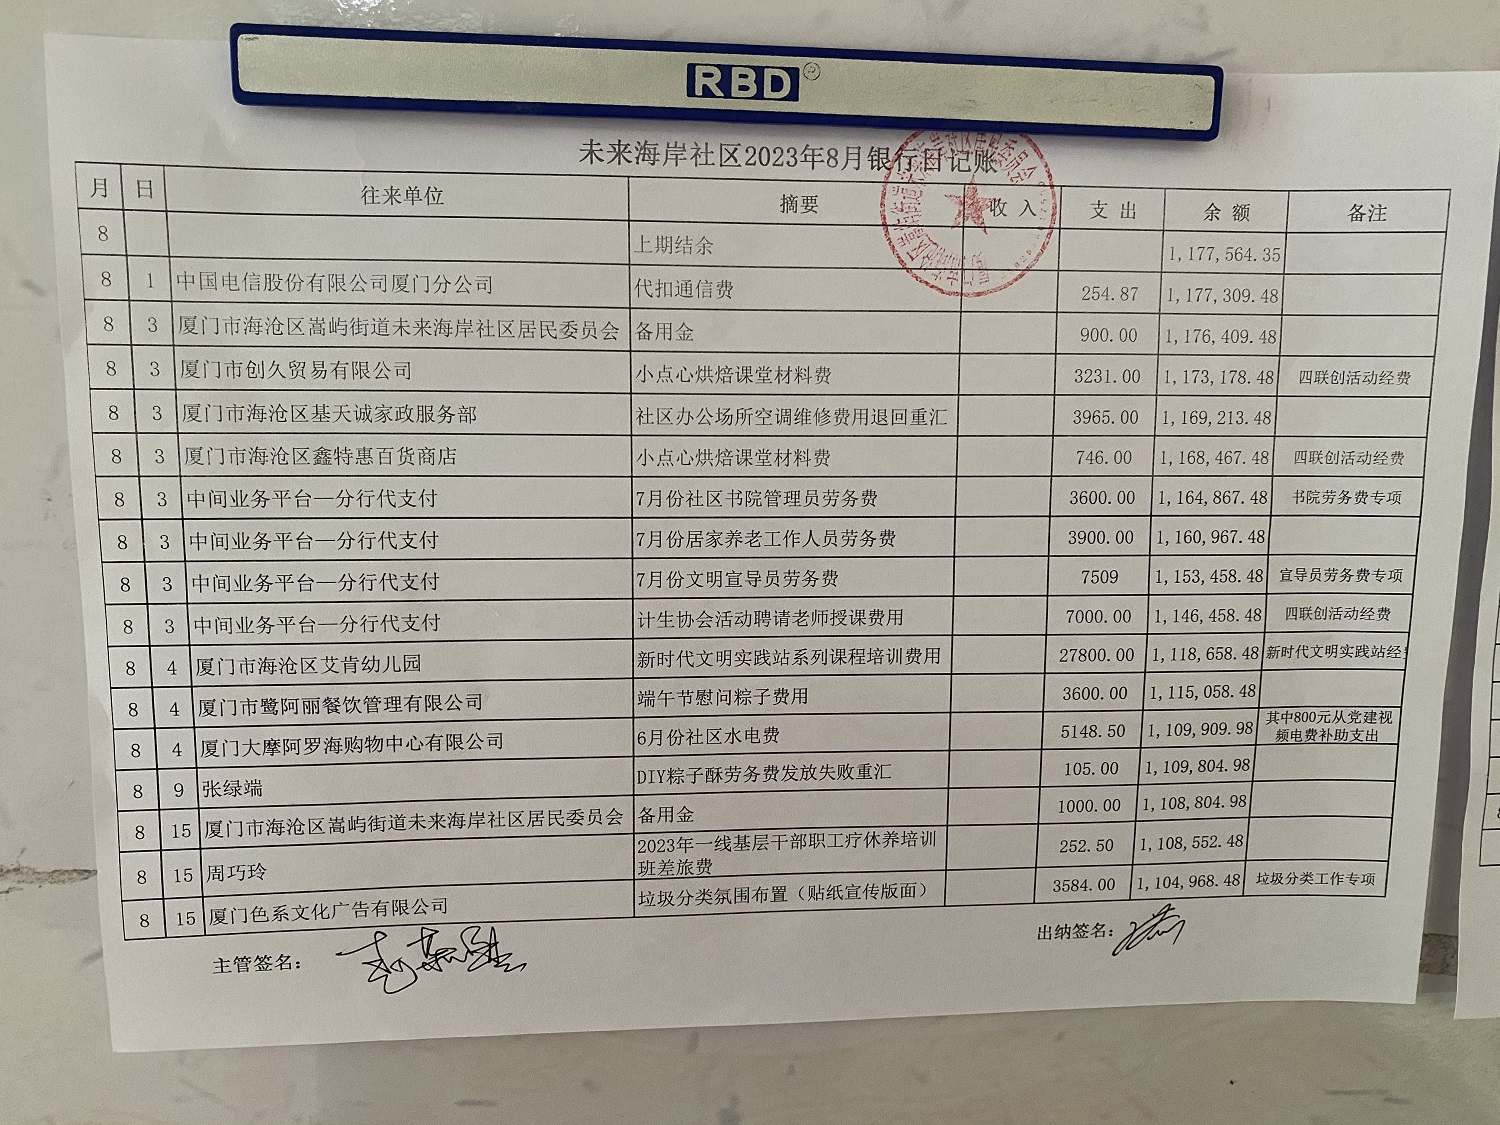 RBD®
未来海岸社区2023年8月银行日记账
月 日 往来单位 摘要 收入 支出 余额 备注
8 上期结余 1,177,564.35
8 1 中国电信股份有限公司厦门分公司 代扣通信费 254.87 1,177,309.48
8 3 厦门市海沧区嵩屿街道未来海岸社区居民委员会 备用金 900.00 1,176,409.48
8 3 厦门市创久贸易有限公司 小点心烘焙课堂材料费 3231.00 1,173,178.48 四联创活动经费
8 3 厦门市海沧区基天诚家政服务部 社区办公场所空调维修费用退回重汇 3965.00 1,169,213.48
8 3 厦门市海沧区鑫特惠百货商店 小点心烘焙课堂材料费 746.00 1,168,467.48 四联创活动经费
8 3 中间业务平台—分行代支付 7月份社区书院管理员劳务费 3600.00 1,164,867.48 书院劳务费专项
8 3 中间业务平台—分行代支付 7月份居家养老工作人员劳务费 3900.00 1,160,967.48
8 3 中间业务平台—分行代支付 7月份文明宣导员劳务费 7509 1,153,458.48 宣导员劳务费专项
8 3 中间业务平台—分行代支付 计生协会活动聘请老师授课费用 7000.00 1,146,458.48 四联创活动经费
8 4 厦门市海沧区艾肯幼儿园 新时代文明实践站系列课程培训费用 27800.00 1,118,658.48 新时代文明实践站经
8 4 厦门市鹭阿丽餐饮管理有限公司 端午节慰问粽子费用 3600.00 1,115,058.48
8 4 厦门大摩阿罗海购物中心有限公司 6月份社区水电费 5148.50 1,109,909.98 其中800元从党建视
频电费补助支出
8 9 张绿端 DIY粽子酥劳务费发放失败重汇 105.00 1,109,804.98
8 15 厦门市海沧区嵩屿街道未来海岸社区居民委员会 备用金 1000.00 1,108,804.98
8 15 周巧玲 2023年一线基层干部职工疗休养培训
班差旅费 252.50 1,108,552.48
8 15 厦门色系文化广告有限公司 垃圾分类氛围布置（贴纸宣传版面） 3584.00 1,104,968.48 垃圾分类工作专项
主管签名： 出纳签名：